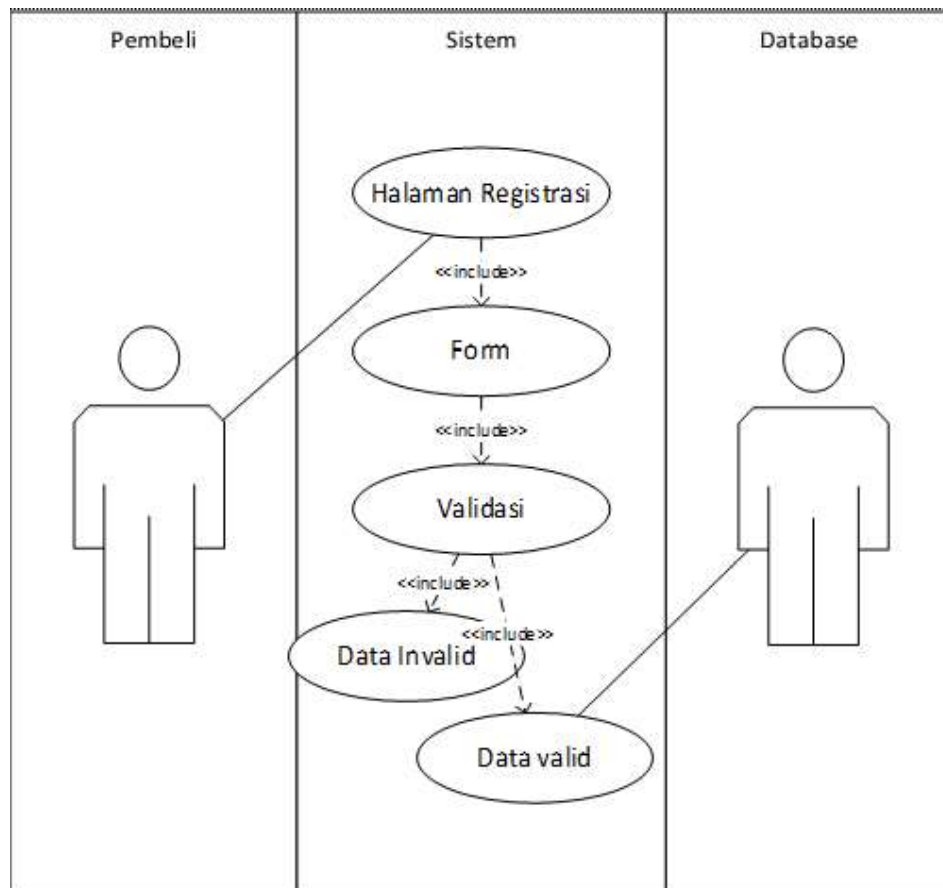 Pembeli
Sistem
Database
Halaman Registrasi
<<include>>
Form
<<include>>
Validasi
<<include>>
<<include>>
Data Invalid
Data valid